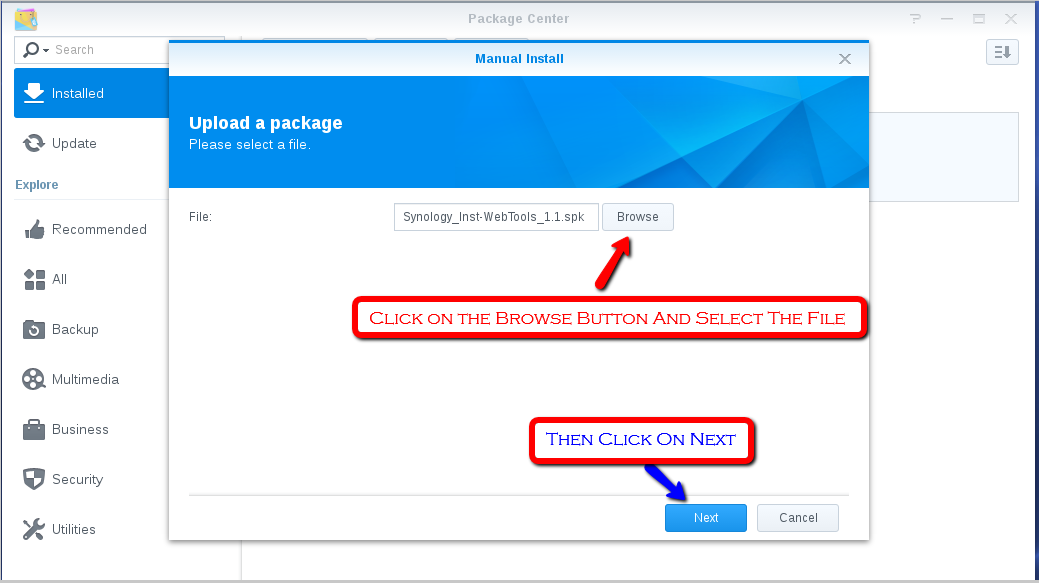 Package Center
Search
Installed
Update
Explore
Recommended
All
Backup
Multimedia
Business
Security
Utilities
Manual Install
Upload a package
Please select a file.
File:
Synology_Inst-WebTools_1.1.spk
Browse
Click on the Browse Button And Select The File
Then Click On Next
Next
Cancel